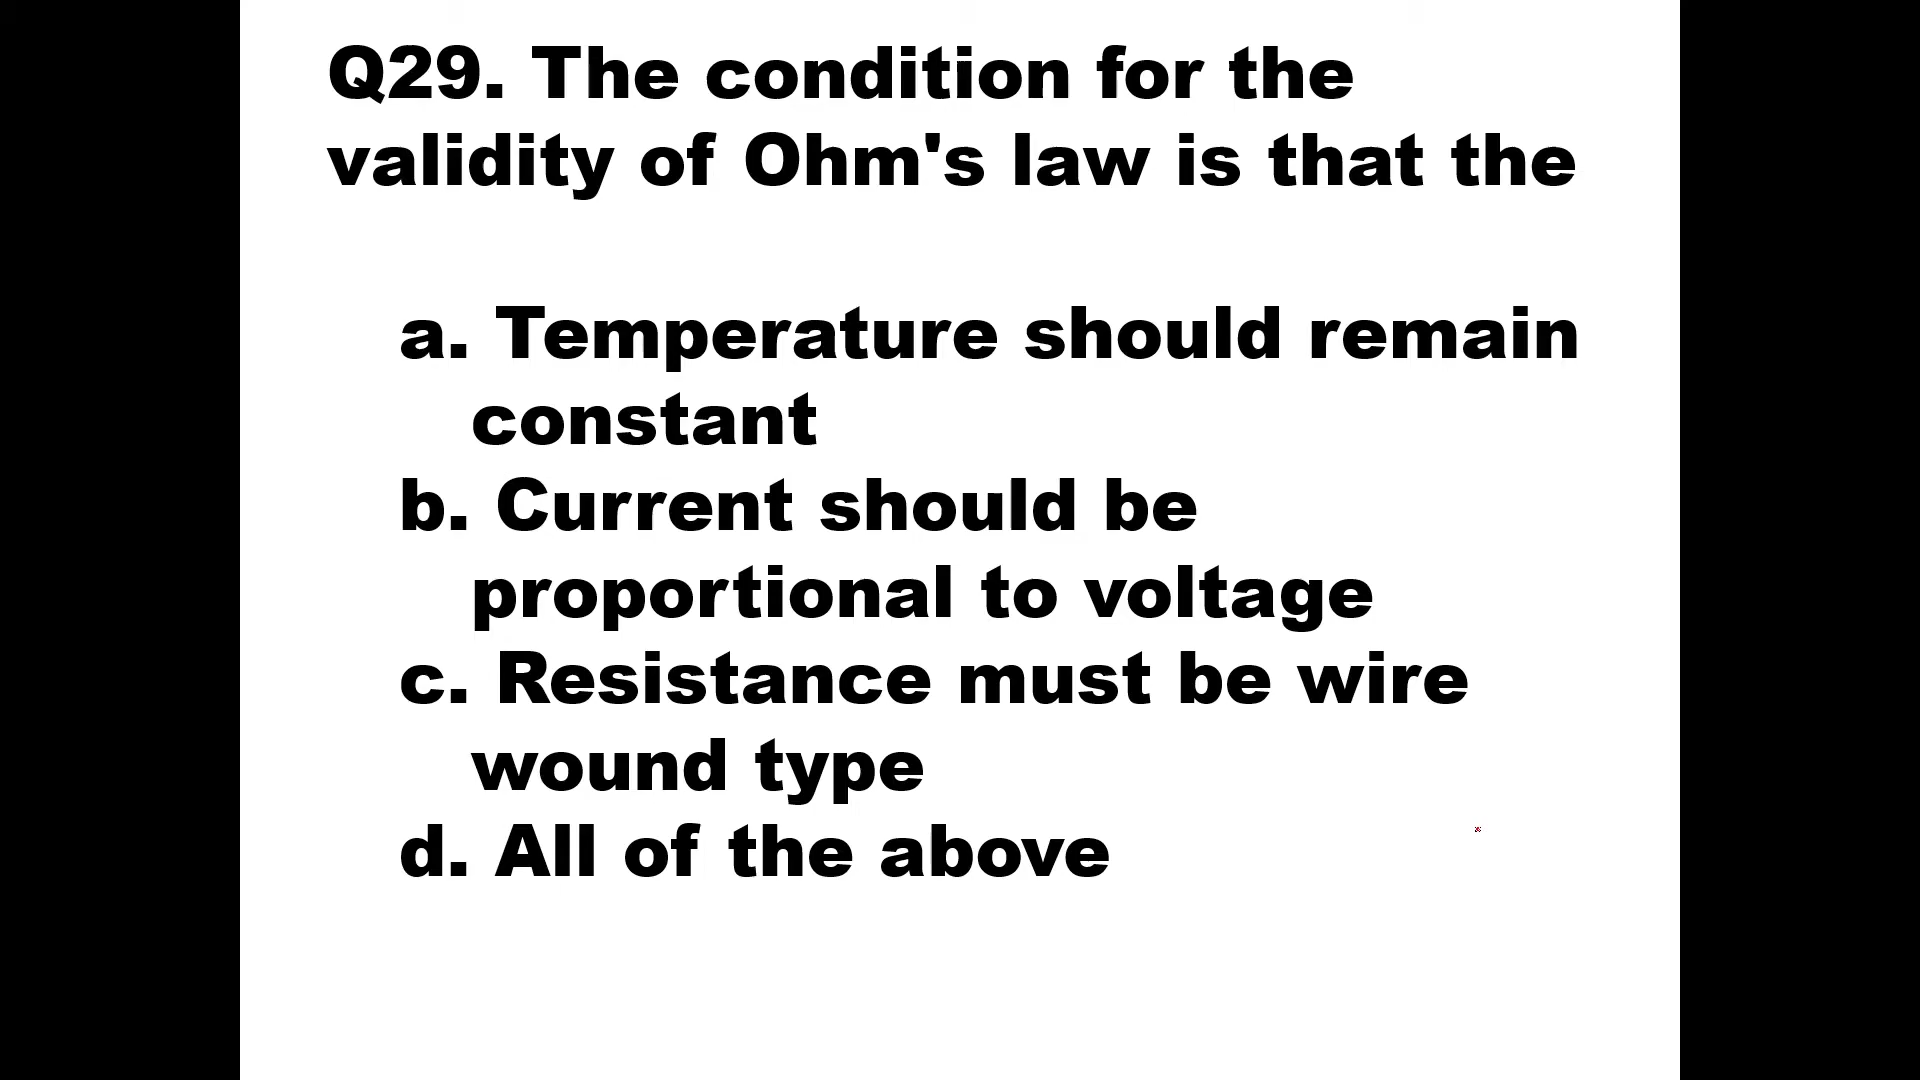 Q29. The condition for the
validity of Ohm's law is that the
a. Temperature should remain
constant
b. Current should be
proportional to voltage
c. Resistance must be wire
wound type
d. All of the above